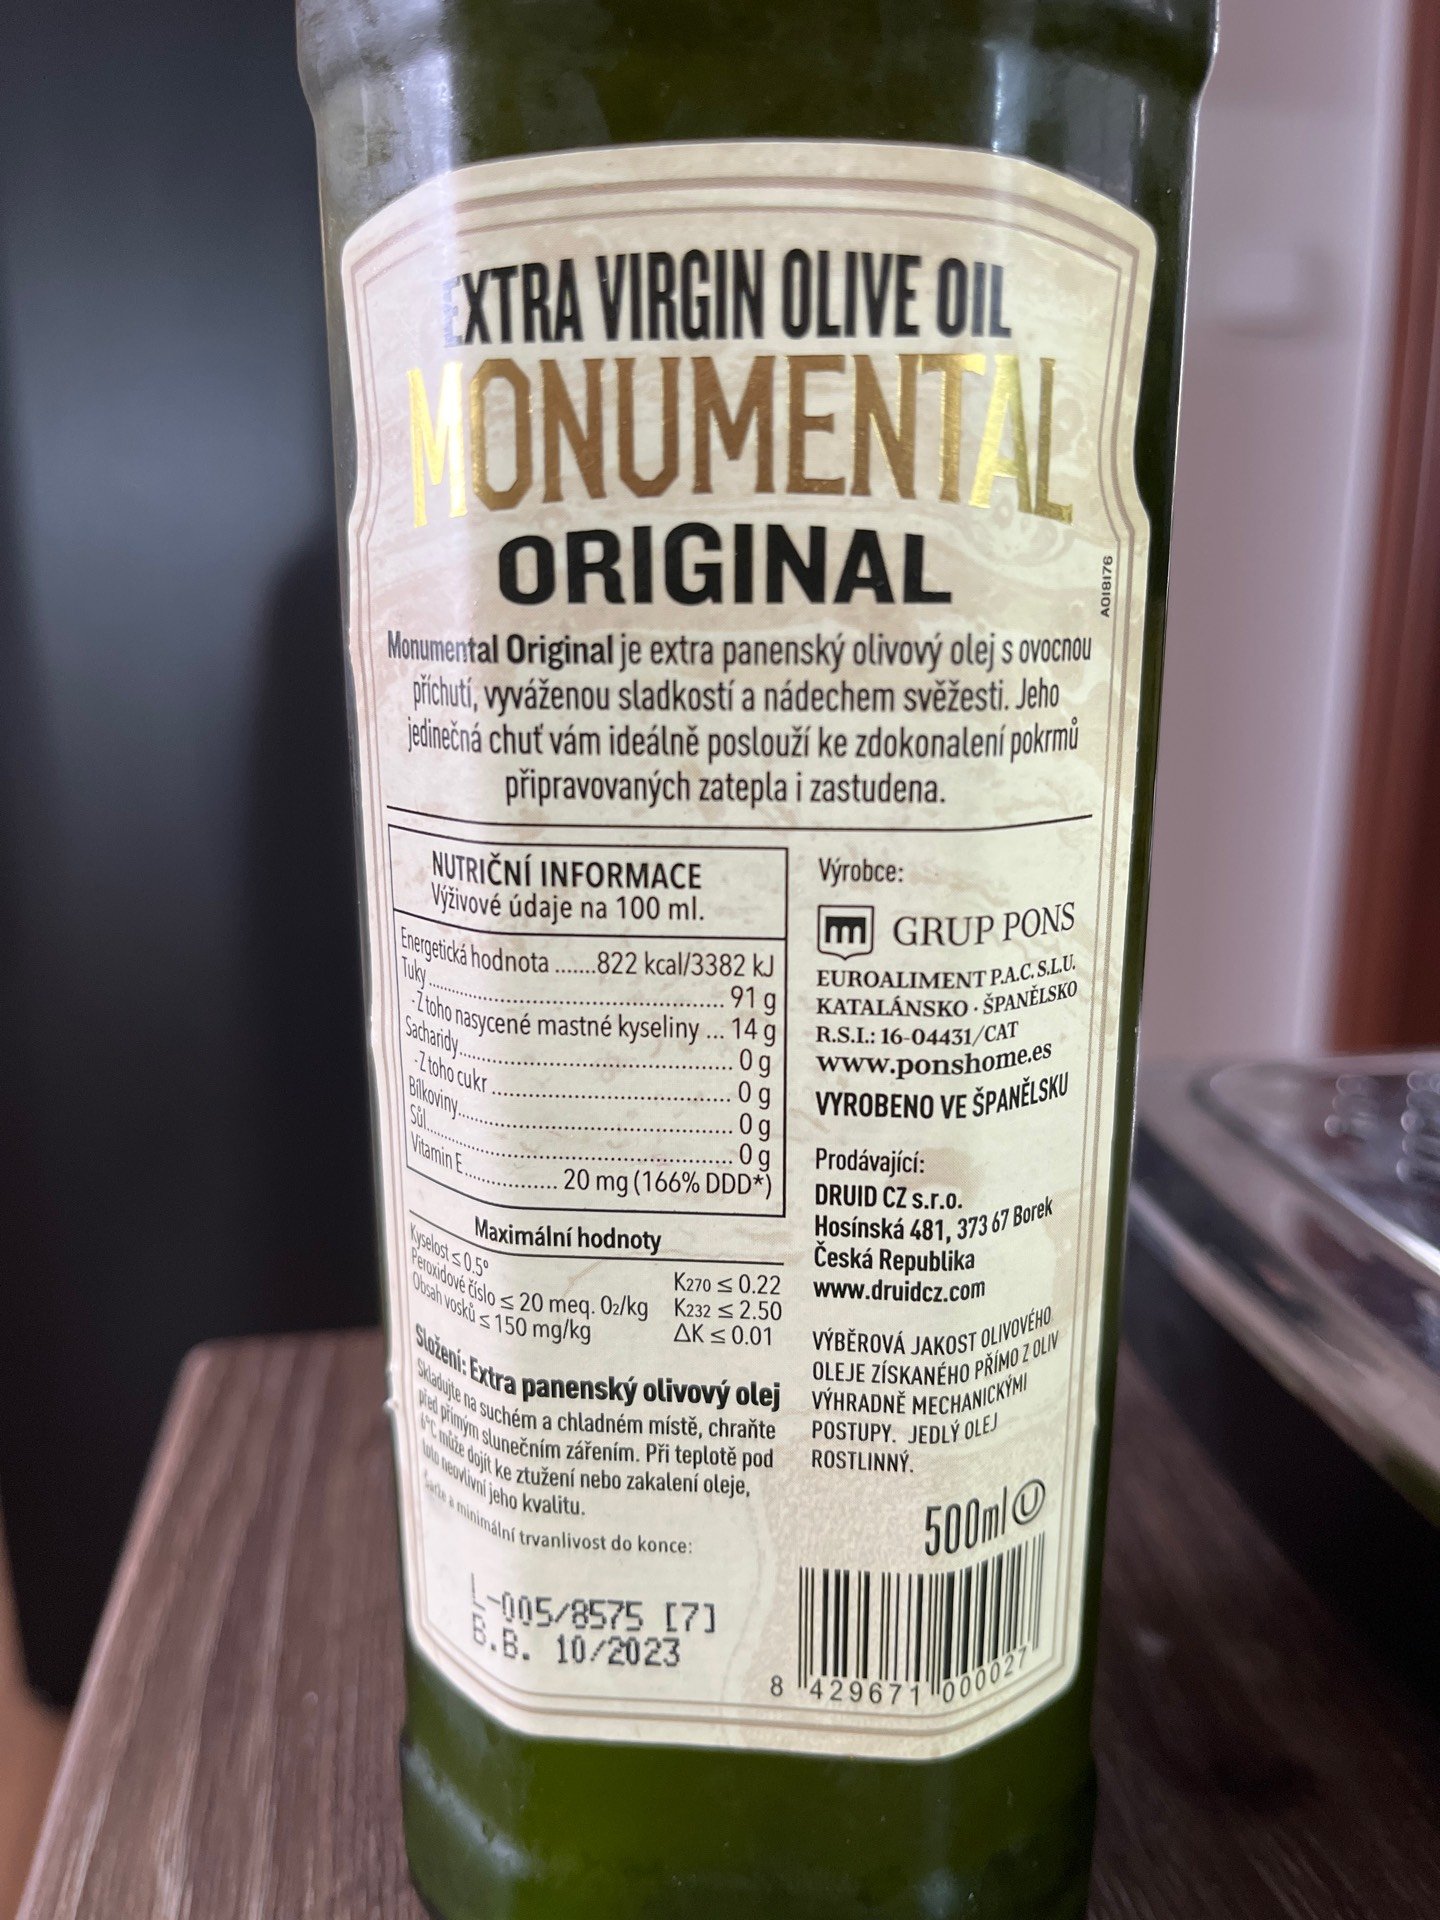 EXTRA VIRGIN OLIVE OIL
MONUMENTAL
ORIGINAL
A018176
Monumental Original je extra panenský olivový olej s ovocnou
příchutí, vyváženou sladkostí a nádechem svěžesti. Jeho
jedinečná chuť vám ideálně poslouží ke zdokonalení pokrmů
připravovaných zatepla i zastudena.
NUTRIČNÍ INFORMACE
Výživové údaje na 100 ml.
Energetická hodnota .......822 kcal/3382 kJ
Tuky.......................................... 91 g
-Z toho nasycené mastné kyseliny ... 14 g
Sacharidy...................................... 0 g
-Z toho cukr .................................. 0 g
Bílkoviny...................................... 0 g
Sůl............................................ 0 g
Vitamin E.............. 20 mg (166% DDD*)
Maximální hodnoty
Kyselost ≤ 0.5°
Peroxidové číslo ≤ 20 meq. O2/kg
Obsah vosků ≤ 150 mg/kg
K270 ≤ 0.22
K232 ≤ 2.50
ΔK ≤ 0.01
Složení: Extra panenský olivový olej
Skladujte na suchém a chladném místě, chraňte
před přímým slunečním zářením. Při teplotě pod
6°C může dojít ke ztužení nebo zakalení oleje,
toto neovlivní jeho kvalitu.
Šarže a minimální trvanlivost do konce:
L-005/8575 [7]
B.B. 10/2023
Výrobce:
GRUP PONS
EUROALIMENT P.A.C. S.L.U.
KATALÁNSKO · ŠPANĚLSKO
R.S.I.: 16-04431/CAT
www.ponshome.es
VYROBENO VE ŠPANĚLSKU
Prodávající:
DRUID CZ s.r.o.
Hosínská 481, 373 67 Borek
Česká Republika
www.druidcz.com
VÝBĚROVÁ JAKOST OLIVOVÉHO
OLEJE ZÍSKANÉHO PŘÍMO Z OLIV
VÝHRADNĚ MECHANICKÝMI
POSTUPY. JEDLÝ OLEJ
ROSTLINNÝ.
500ml U
8 429671 000027